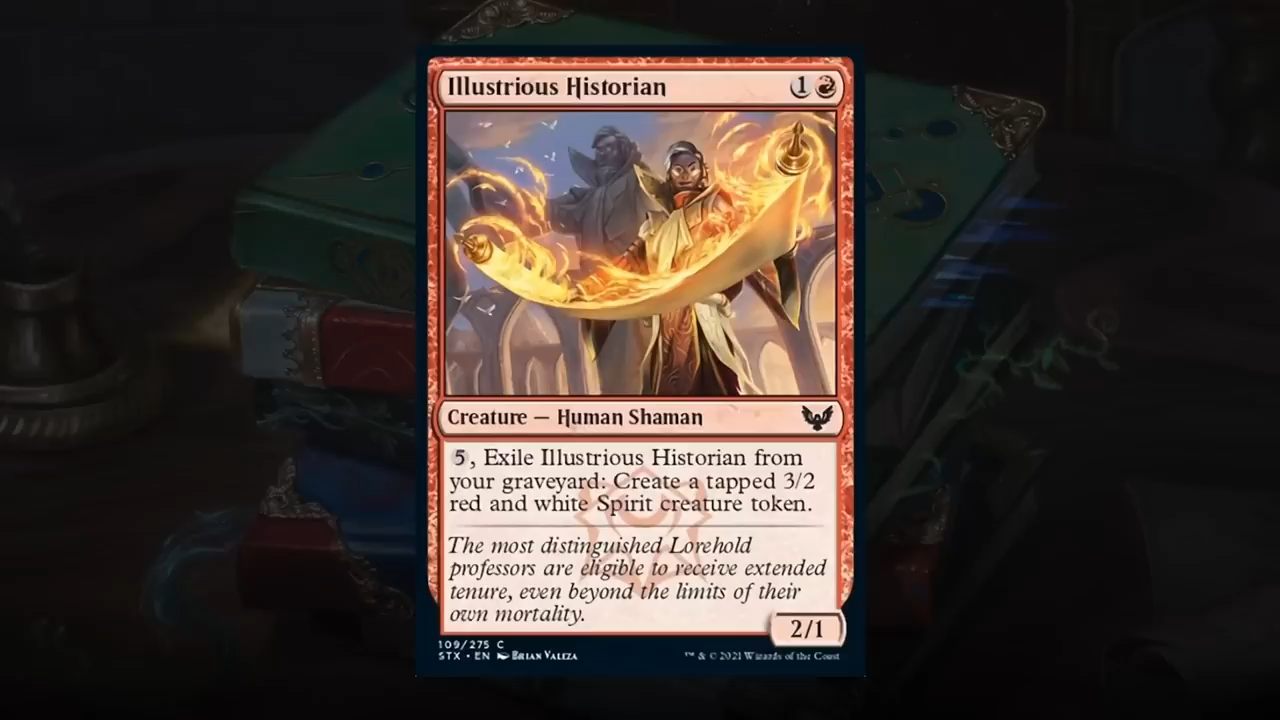 Illustrious Historian 1
Creature — Human Shaman
5, Exile Illustrious Historian from
your graveyard: Create a tapped 3/2
red and white Spirit creature token.
The most distinguished Lorehold
professors are eligible to receive extended
tenure, even beyond the limits of their
own mortality.
2/1
109/275 C
STX • EN Brian Valeza
™ & © 2021 Wizards of the Coast